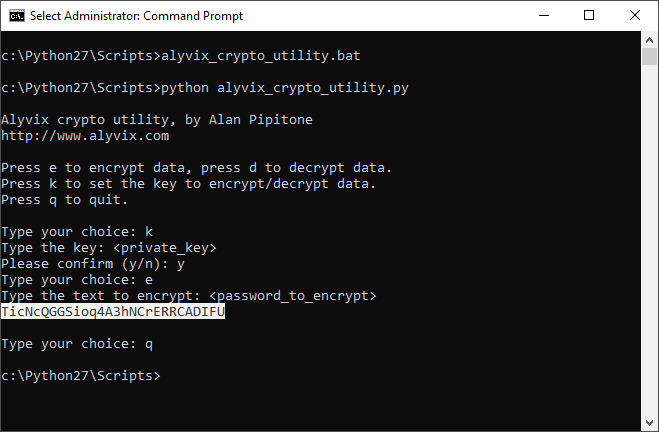 Select Administrator: Command Prompt
c:\Python27\Scripts>alyvix_crypto_utility.bat
c:\Python27\Scripts>python alyvix_crypto_utility.py
Alyvix crypto utility, by Alan Pipitone
http://www.alyvix.com
Press e to encrypt data, press d to decrypt data.
Press k to set the key to encrypt/decrypt data.
Press q to quit.
Type your choice: k
Type the key: <private_key>
Please confirm (y/n): y
Type your choice: e
Type the text to encrypt: <password_to_encrypt>
TicNcQGGSioq4A3hNCrERRCADIFU
Type your choice: q
c:\Python27\Scripts>